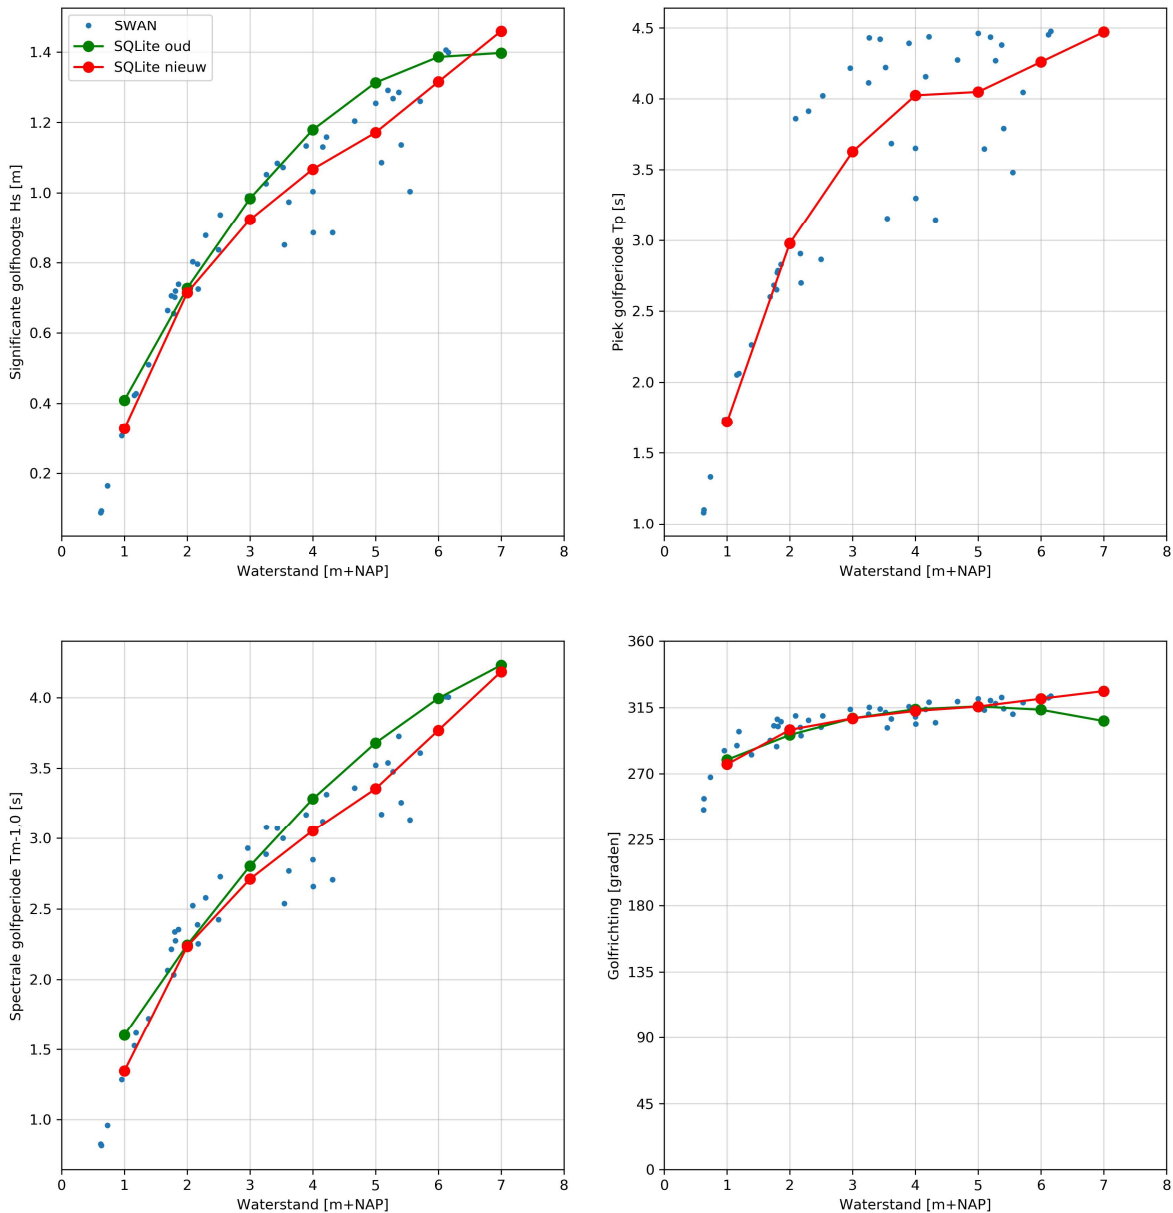 SWAN
SQLite oud
SQLite nieuw
Significante golfhoogte Hs [m]
1.4
1.2
1.0
0.8
0.6
0.4
0.2
0 1 2 3 4 5 6 7 8
Waterstand [m+NAP]
Piek golfperiode Tp [s]
4.5
4.0
3.5
3.0
2.5
2.0
1.5
1.0
0 1 2 3 4 5 6 7 8
Waterstand [m+NAP]
Spectrale golfperiode Tm-1.0 [s]
4.0
3.5
3.0
2.5
2.0
1.5
1.0
0 1 2 3 4 5 6 7 8
Waterstand [m+NAP]
Golfrichting [graden]
360
315
270
225
180
135
90
45
0
0 1 2 3 4 5 6 7 8
Waterstand [m+NAP]